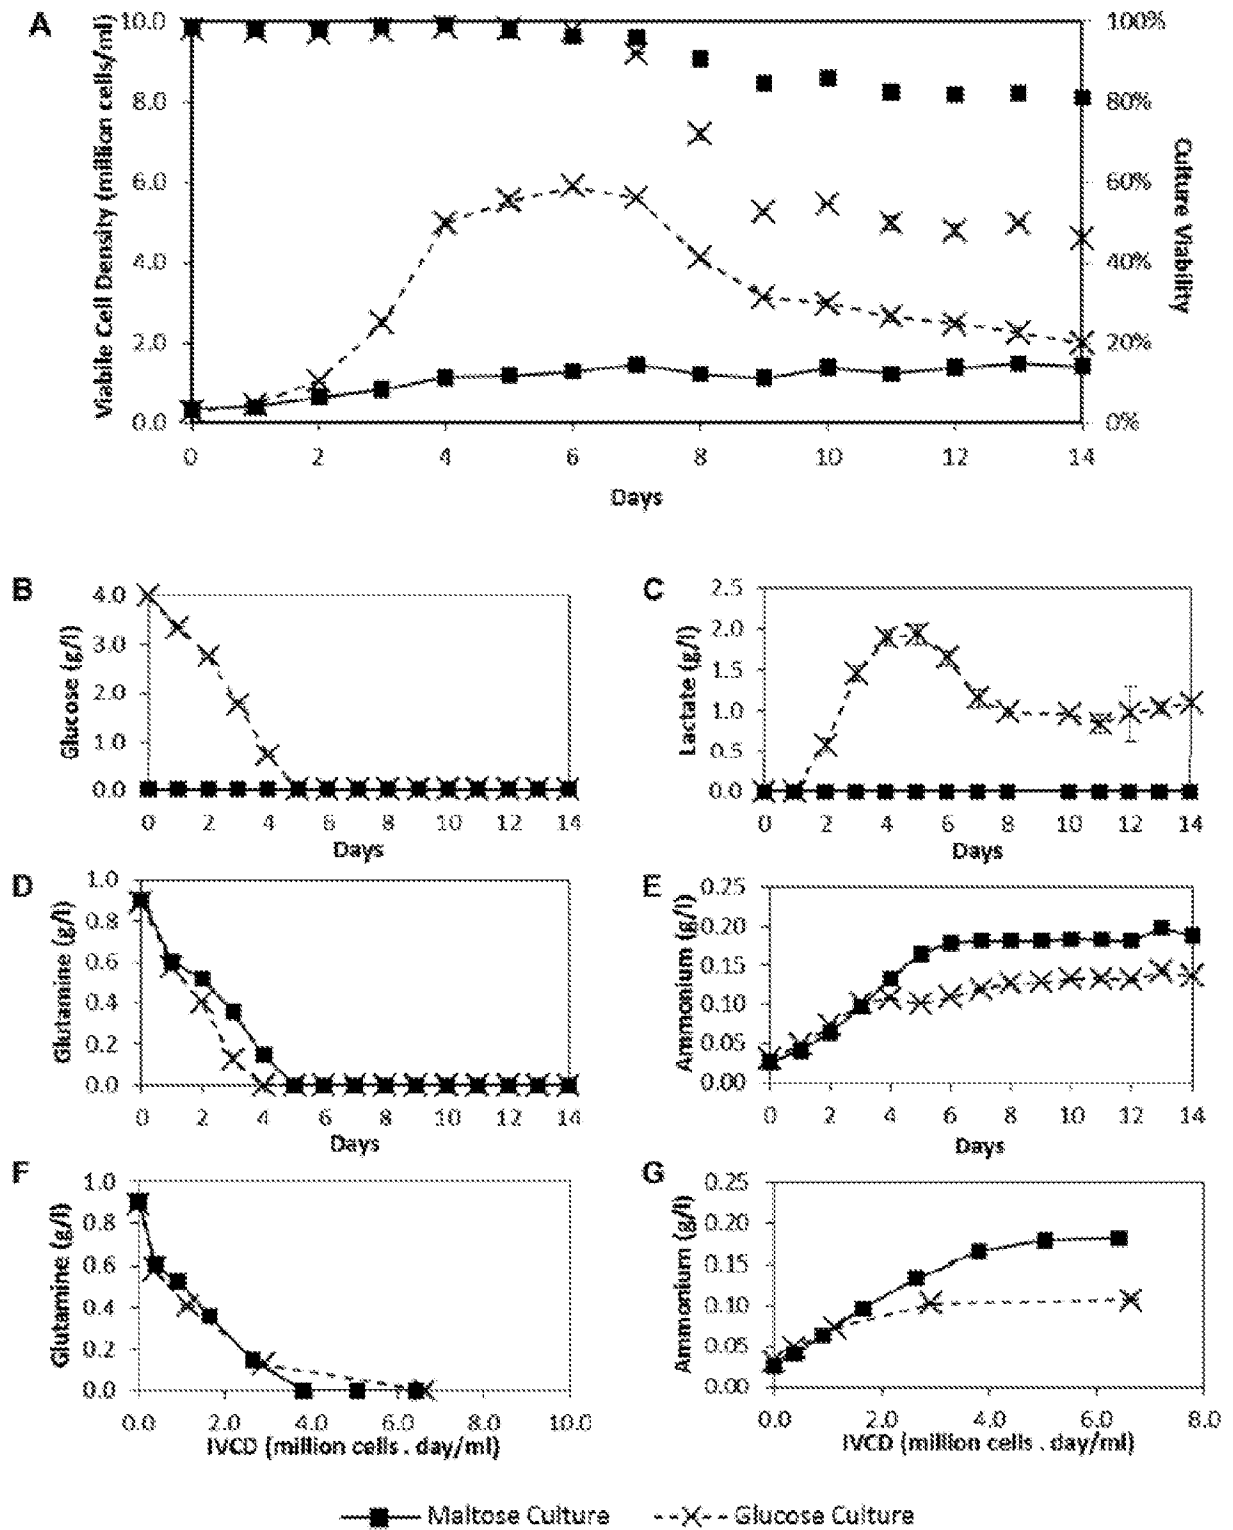 A
Viabile Cell Density (million cells/ml)
10.0
8.0
6.0
4.0
2.0
0.0
100%
80%
60%
40%
20%
0%
Culture Viability
0 2 4 6 8 10 12 14
Days
B
Glucose (g/l)
4.0
3.0
2.0
1.0
0.0
0 2 4 6 8 10 12 14
Days
C
Lactate (g/l)
2.5
2.0
1.5
1.0
0.5
0.0
0 2 4 6 8 10 12 14
Days
D
Glutamine (g/l)
1.0
0.8
0.6
0.4
0.2
0.0
0 2 4 6 8 10 12 14
Days
E
Ammonium (g/l)
0.25
0.20
0.15
0.10
0.05
0.00
0 2 4 6 8 10 12 14
Days
F
Glutamine (g/l)
1.0
0.8
0.6
0.4
0.2
0.0
0.0 2.0 4.0 6.0 8.0 10.0
IVCD (million cells . day/ml)
G
Ammonium (g/l)
0.25
0.20
0.15
0.10
0.05
0.00
0.0 2.0 4.0 6.0 8.0
IVCD (million cells . day/ml)
Maltose Culture Glucose Culture